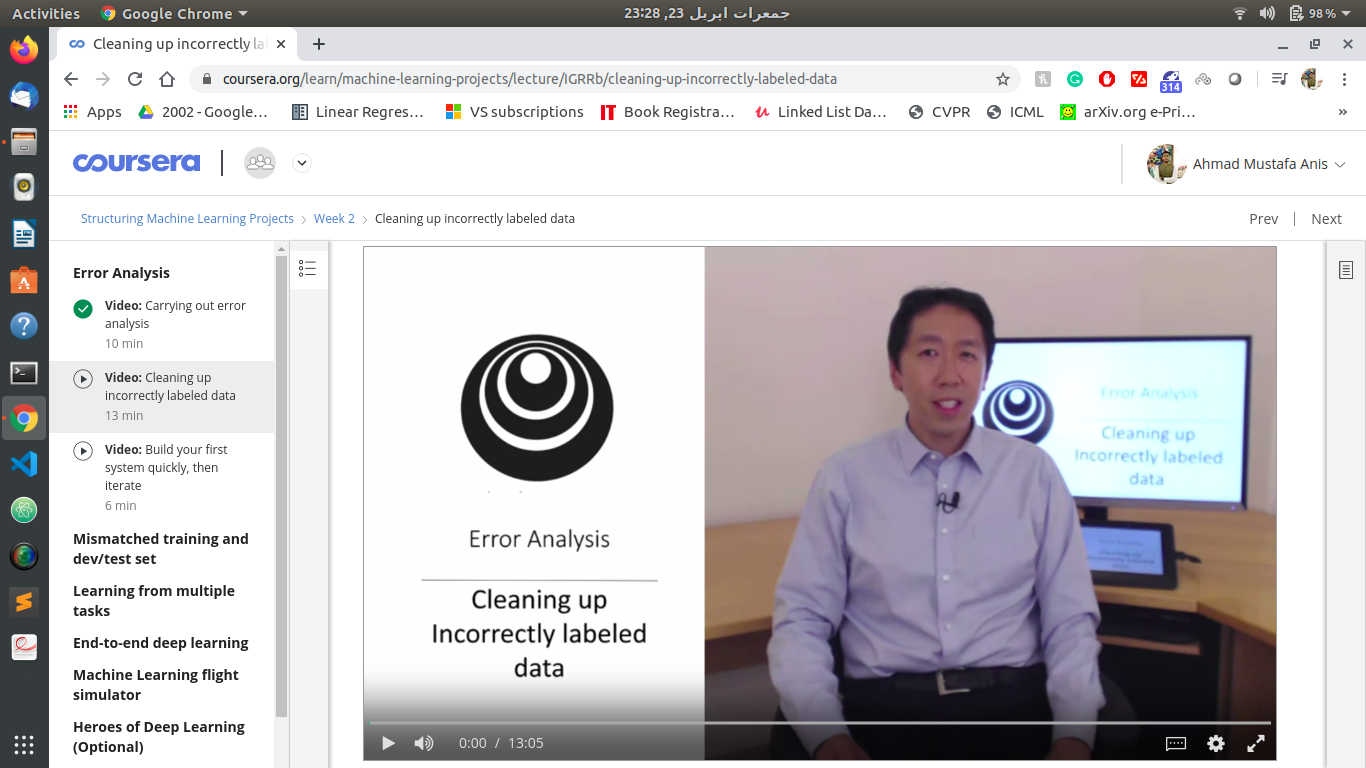 Activities
Google Chrome
جمعرات اپریل 23, 23:28
98%
Cleaning up incorrectly la
coursera.org/learn/machine-learning-projects/lecture/IGRRb/cleaning-up-incorrectly-labeled-data
314
Apps
2002 - Google…
Linear Regres…
VS subscriptions
Book Registra…
Linked List Da…
CVPR
ICML
arXiv.org e-Pri…
»
coursera
Ahmad Mustafa Anis
Structuring Machine Learning Projects > Week 2 > Cleaning up incorrectly labeled data
Prev | Next
Error Analysis
Video: Carrying out error
analysis
10 min
Video: Cleaning up
incorrectly labeled data
13 min
Video: Build your first
system quickly, then
iterate
6 min
Mismatched training and
dev/test set
Learning from multiple
tasks
End-to-end deep learning
Machine Learning flight
simulator
Heroes of Deep Learning
(Optional)
Error Analysis
Cleaning up
Incorrectly labeled
data
Error Analysis
Cleaning up
Incorrectly labeled
data
0:00 / 13:05